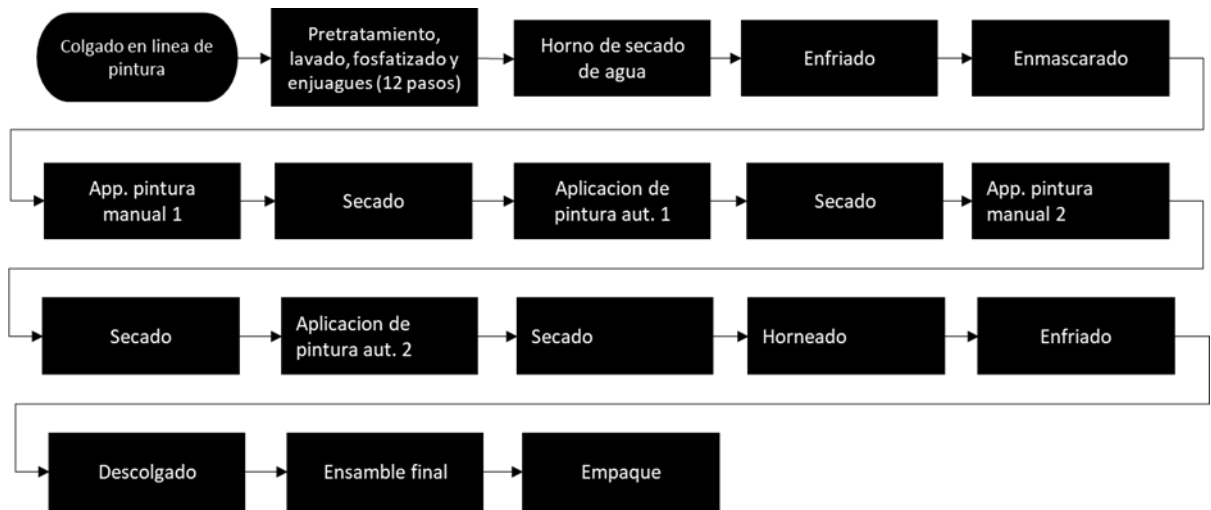 Colgado en linea de
pintura
Pretratamiento,
lavado, fosfatizado y
enjuagues (12 pasos)
Horno de secado
de agua
Enfriado
Enmascarado
App. pintura
manual 1
Secado
Aplicacion de
pintura aut. 1
Secado
App. pintura
manual 2
Secado
Aplicacion de
pintura aut. 2
Secado
Horneado
Enfriado
Descolgado
Ensamble final
Empaque